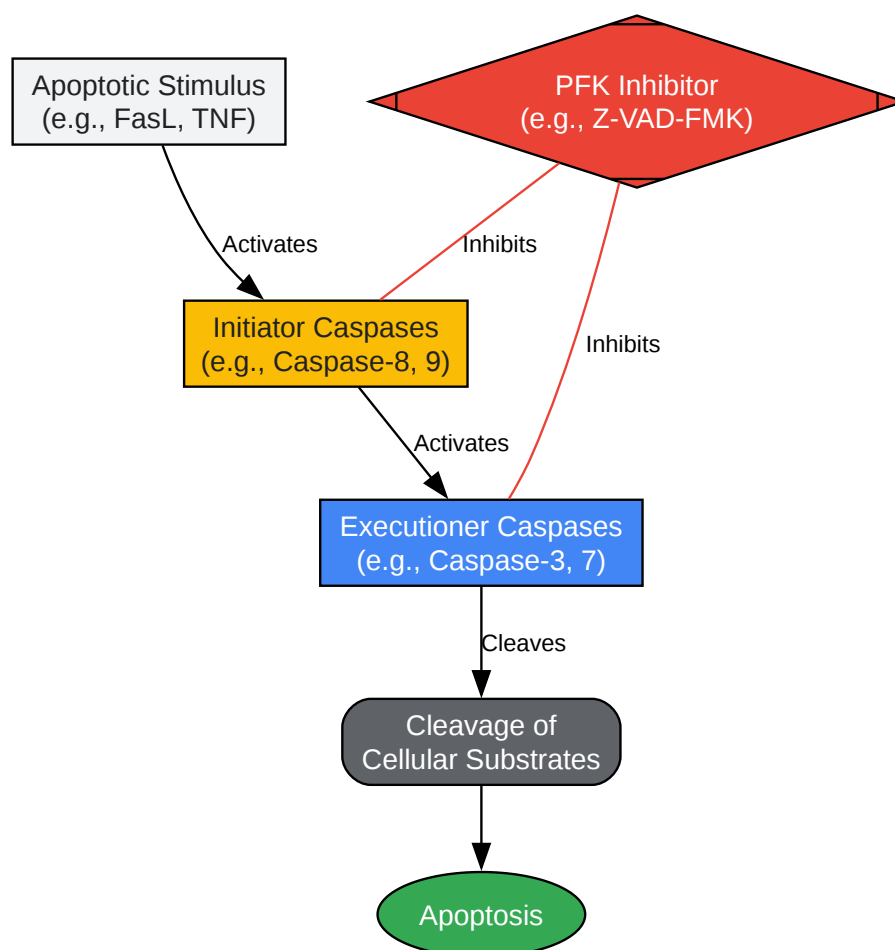 Apoptotic Stimulus
(e.g., FasL, TNF)
PFK Inhibitor
(e.g., Z-VAD-FMK)
Activates
Inhibits
Initiator Caspases
(e.g., Caspase-8, 9)
Inhibits
Activates
Executioner Caspases
(e.g., Caspase-3, 7)
Cleaves
Cleavage of
Cellular Substrates
Apoptosis